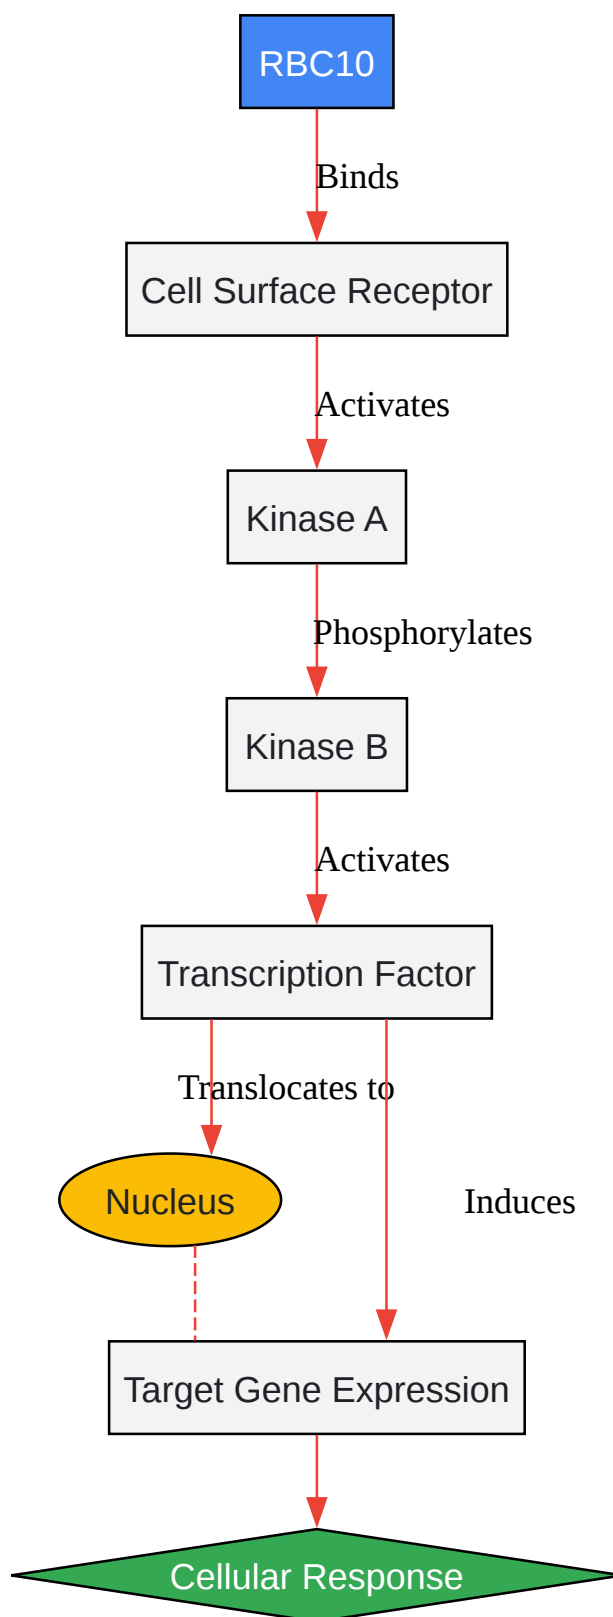 RBC10
Binds
Cell Surface Receptor
Activates
Kinase A
Phosphorylates
Kinase B
Activates
Transcription Factor
Translocates to
Nucleus
Induces
Target Gene Expression
Cellular Response